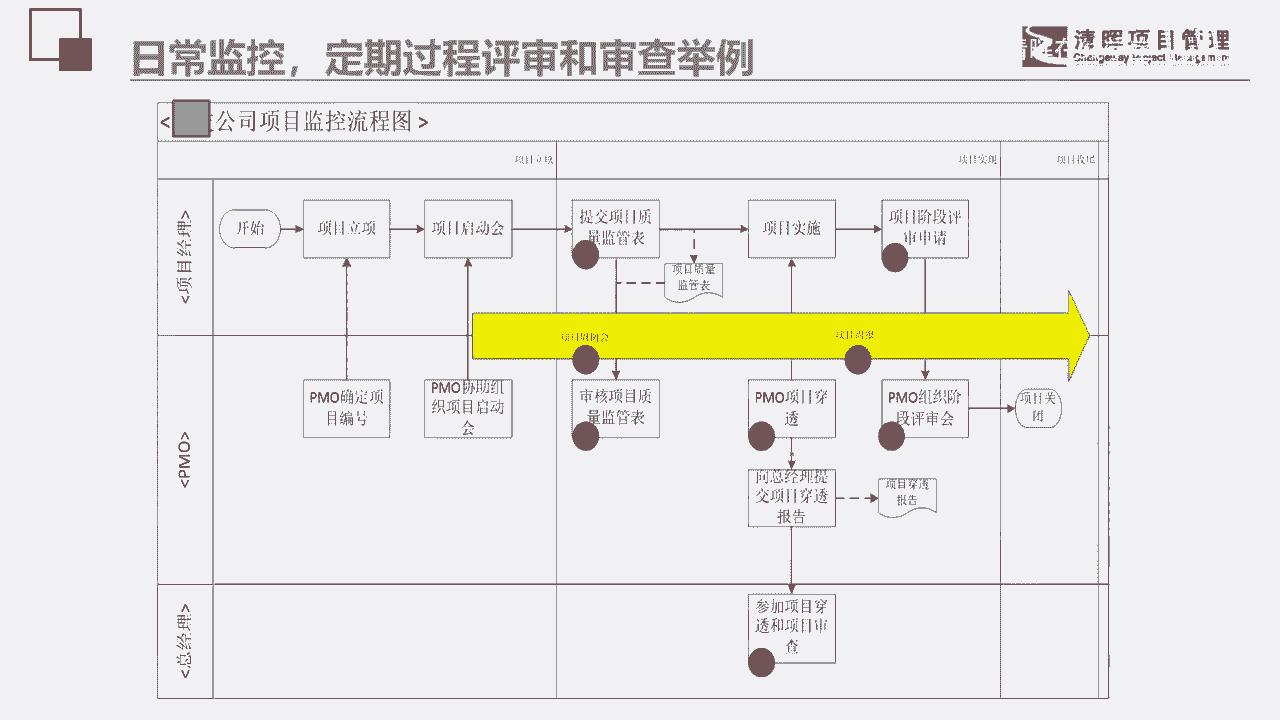 日常监控，定期过程评审和审查举例
清晖项目管理
Changeway Project Management
<
公司项目监控流程图 >
项目立项
项目实现
<项目经理>
开始
项目立项
项目启动会
提交项目质
量监管表
项目质量
监管表
项目实施
项目阶段评
审申请
项目周例会
项目周报
<PMO>
PMO确定项
目编号
PMO协助组
织项目启动
会
审核项目质
量监管表
PMO项目穿
透
PMO组织阶
段评审会
项目关
闭
向总经理提
交项目穿透
报告
项目穿透
报告
<总经理>
参加项目穿
透和项目审
查